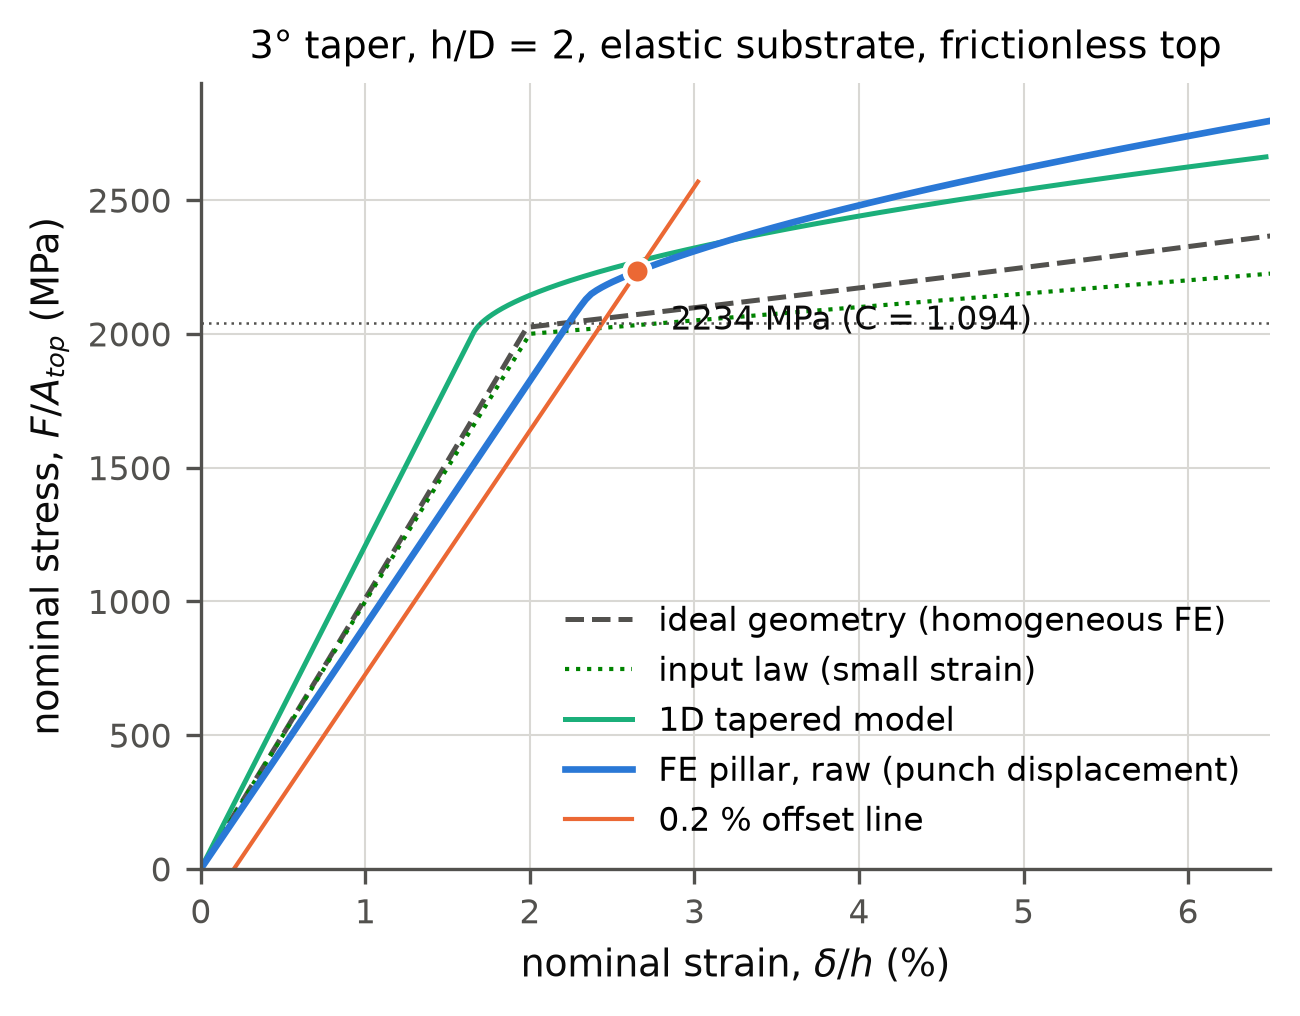 3° taper, h/D = 2, elastic substrate, frictionless top
nominal stress, F/A_top (MPa)
2500
2000
1500
1000
500
0
2234 MPa (C = 1.094)
ideal geometry (homogeneous FE)
input law (small strain)
1D tapered model
FE pillar, raw (punch displacement)
0.2 % offset line
0 1 2 3 4 5 6
nominal strain, δ/h (%)